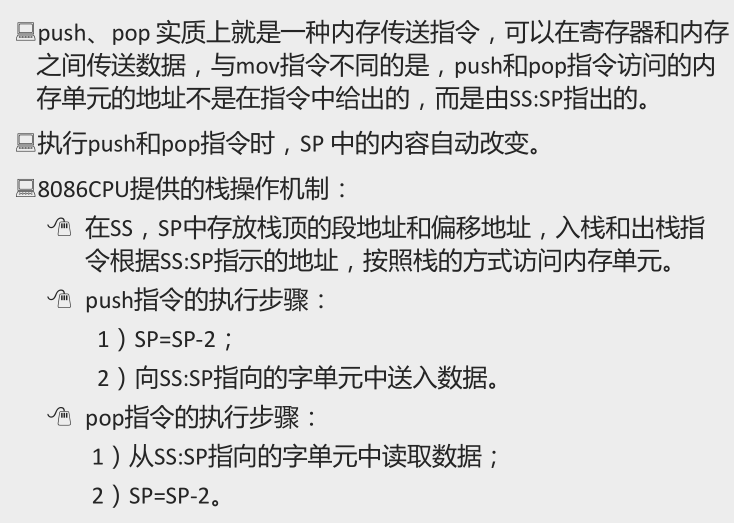 push、pop 实质上就是一种内存传送指令，可以在寄存器和内存
之间传送数据，与mov指令不同的是，push和pop指令访问的内
存单元的地址不是在指令中给出的，而是由SS:SP指出的。
执行push和pop指令时，SP 中的内容自动改变。
8086CPU提供的栈操作机制：
在SS，SP中存放栈顶的段地址和偏移地址，入栈和出栈指
令根据SS:SP指示的地址，按照栈的方式访问内存单元。
push指令的执行步骤：
1）SP=SP-2；
2）向SS:SP指向的字单元中送入数据。
pop指令的执行步骤：
1）从SS:SP指向的字单元中读取数据；
2）SP=SP-2。